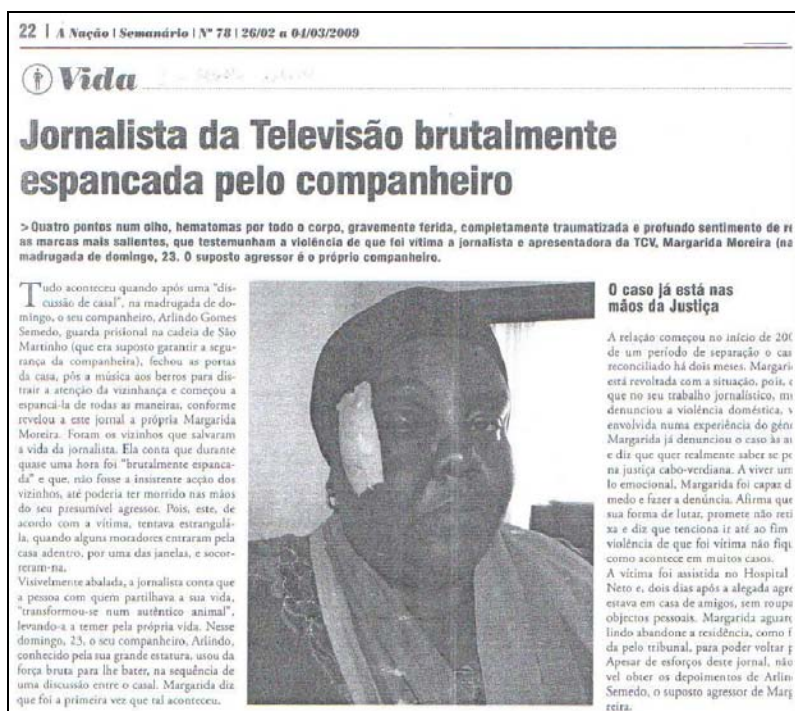 22 | A Nação | Semanário | Nº 78 | 26/02 a 04/03/2009
Vida
Jornalista da Televisão brutalmente
espancada pelo companheiro
> Quatro pontos num olho, hematomas por todo o corpo, gravemente ferida, completamente traumatizada e profundo sentimento de re
as marcas mais salientes, que testemunham a violência de que foi vítima a jornalista e apresentadora da TCV, Margarida Moreira (na
madrugada de domingo, 23. O suposto agressor é o próprio companheiro.
Tudo aconteceu quando após uma "dis-
cussão de casal", na madrugada de do-
mingo, o seu companheiro, Arlindo Gomes
Semedo, guarda prisional na cadeia de São
Martinho (que era suposto garantir a segu-
rança da companheira), fechou as portas
da casa, pôs a música aos berros para dis-
trair a atenção da vizinhança e começou a
espancá-la de todas as maneiras, conforme
revelou a este jornal a própria Margarida
Moreira. Foram os vizinhos que salvaram
a vida da jornalista. Ela conta que durante
quase uma hora foi "brutalmente espanca-
da" e que, não fosse a insistente acção dos
vizinhos, até poderia ter morrido nas mãos
do seu presumível agressor. Pois, este, de
acordo com a vítima, tentava estrangulá-
la, quando alguns moradores entraram pela
casa adentro, por uma das janelas, e socor-
reram-na.
Visivelmente abalada, a jornalista conta que
a pessoa com quem partilhava a sua vida,
"transformou-se num autêntico animal",
levando-a a temer pela própria vida. Nesse
domingo, 23, o seu companheiro, Arlindo,
conhecido pela sua grande estatura, usou da
força bruta para lhe bater, na sequência de
uma discussão entre o casal. Margarida diz
que foi a primeira vez que tal aconteceu.
O caso já está nas
mãos da Justiça
A relação começou no início de 200
de um período de separação o cas
reconciliado há dois meses. Margari
está revoltada com a situação, pois,
que no seu trabalho jornalístico, mu
denunciou a violência doméstica, v
envolvida numa experiência do géne
Margarida já denunciou o caso às au
e diz que quer realmente saber se po
na justiça cabo-verdiana. A viver um
lo emocional, Margarida foi capaz d
medo e fazer a denúncia. Afirma que
sua forma de lutar, promete não reti
xa e diz que tenciona ir até ao fim
violência de que foi vítima não fiqu
como acontece em muitos casos.
A vítima foi assistida no Hospital
Neto e, dois dias após a alegada agre
estava em casa de amigos, sem roupa
objectos pessoais. Margarida aguar
lindo abandone a residência, como f
da pelo tribunal, para poder voltar p
Apesar de esforços deste jornal, não
vel obter os depoimentos de Arlin
Semedo, o suposto agressor de Marg
reira.